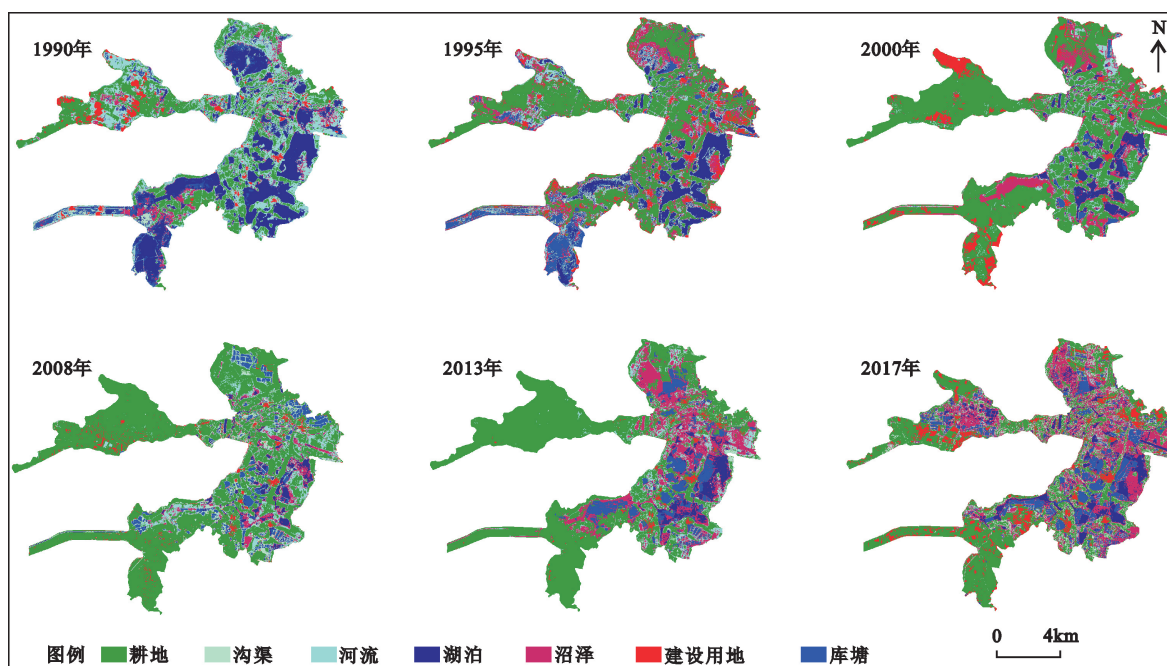 1990年
1995年
2000年
N
2008年
2013年
2017年
图例 耕地 沟渠 河流 湖泊 沼泽 建设用地 库塘
0 4km